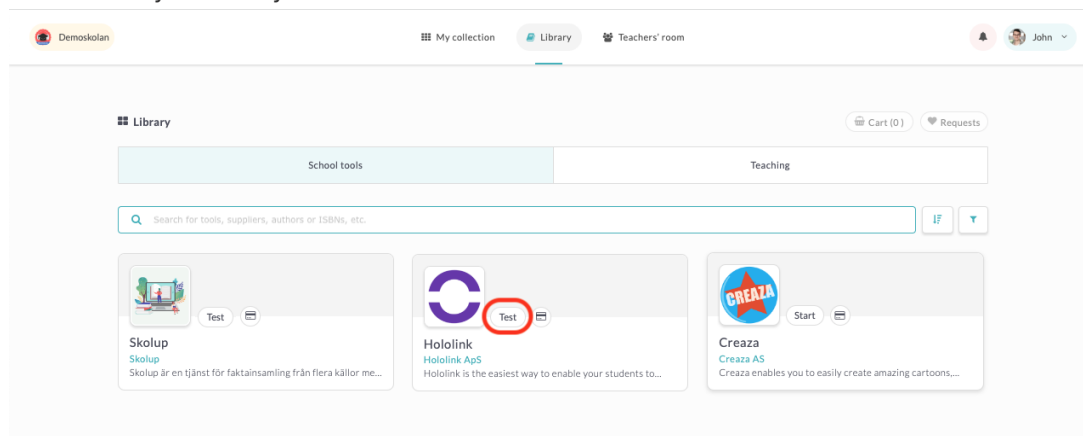 Demoskolan
My collection
Library
Teachers' room
John
Library
Cart (0 )
Requests
School tools
Teaching
Search for tools, suppliers, authors or ISBNs, etc.
Test
Skolup
Skolup
Skolup är en tjänst för faktainsamling från flera källor me...
Test
Hololink
Hololink ApS
Hololink is the easiest way to enable your students to...
CREAZA
Start
Creaza
Creaza AS
Creaza enables you to easily create amazing cartoons,...